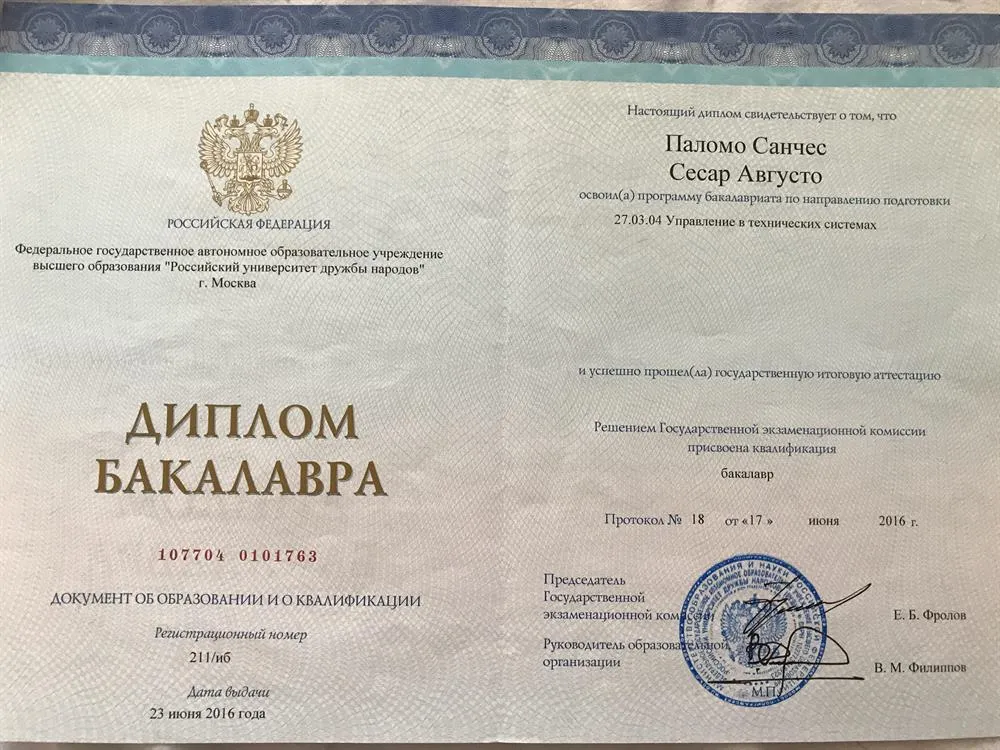 РОССИЙСКАЯ ФЕДЕРАЦИЯ
Федеральное государственное автономное образовательное учреждение
высшего образования "Российский университет дружбы народов"
г. Москва
ДИПЛОМ
БАКАЛАВРА
107704 0101763
ДОКУМЕНТ ОБ ОБРАЗОВАНИИ И О КВАЛИФИКАЦИИ
Регистрационный номер
211/иб
Дата выдачи
23 июня 2016 года
Настоящий диплом свидетельствует о том, что
Паломо Санчес
Сесар Августо
освоил(а) программу бакалавриата по направлению подготовки
27.03.04 Управление в технических системах
и успешно прошел(ла) государственную итоговую аттестацию
Решением Государственной экзаменационной комиссии
присвоена квалификация
бакалавр
Протокол № 18 от «17 » июня 2016 г.
Председатель
Государственной
экзаменационной комиссии
Е. Б. Фролов
Руководитель образовательной
организации
В. М. Филиппов
М.П.